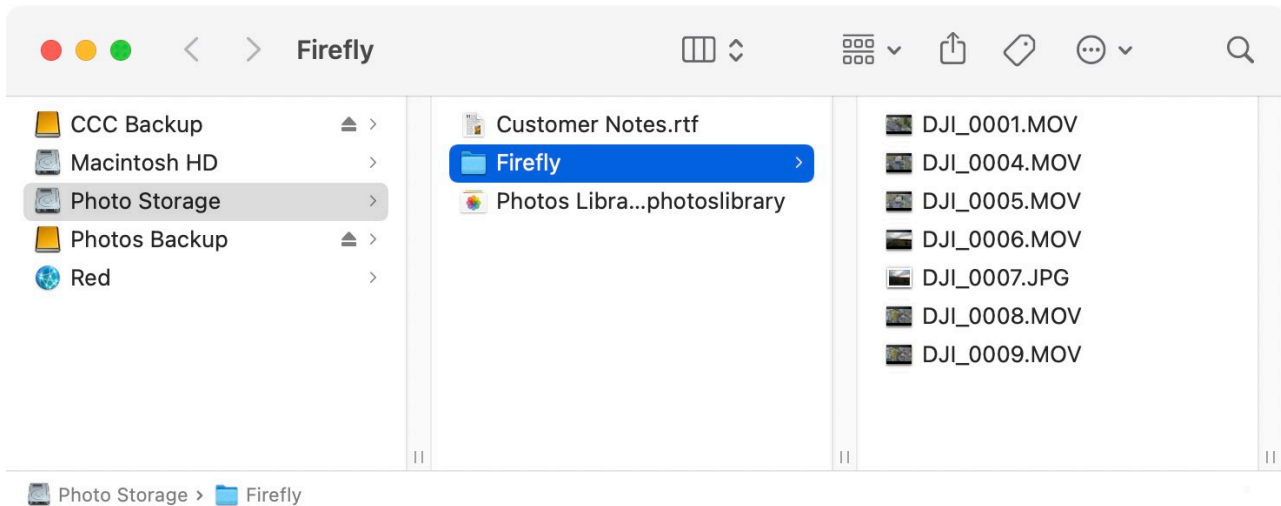 Firefly
CCC Backup
Macintosh HD
Photo Storage
Photos Backup
Red
Customer Notes.rtf
Firefly
Photos Libra...photoslibrary
DJI_0001.MOV
DJI_0004.MOV
DJI_0005.MOV
DJI_0006.MOV
DJI_0007.JPG
DJI_0008.MOV
DJI_0009.MOV
Photo Storage › Firefly